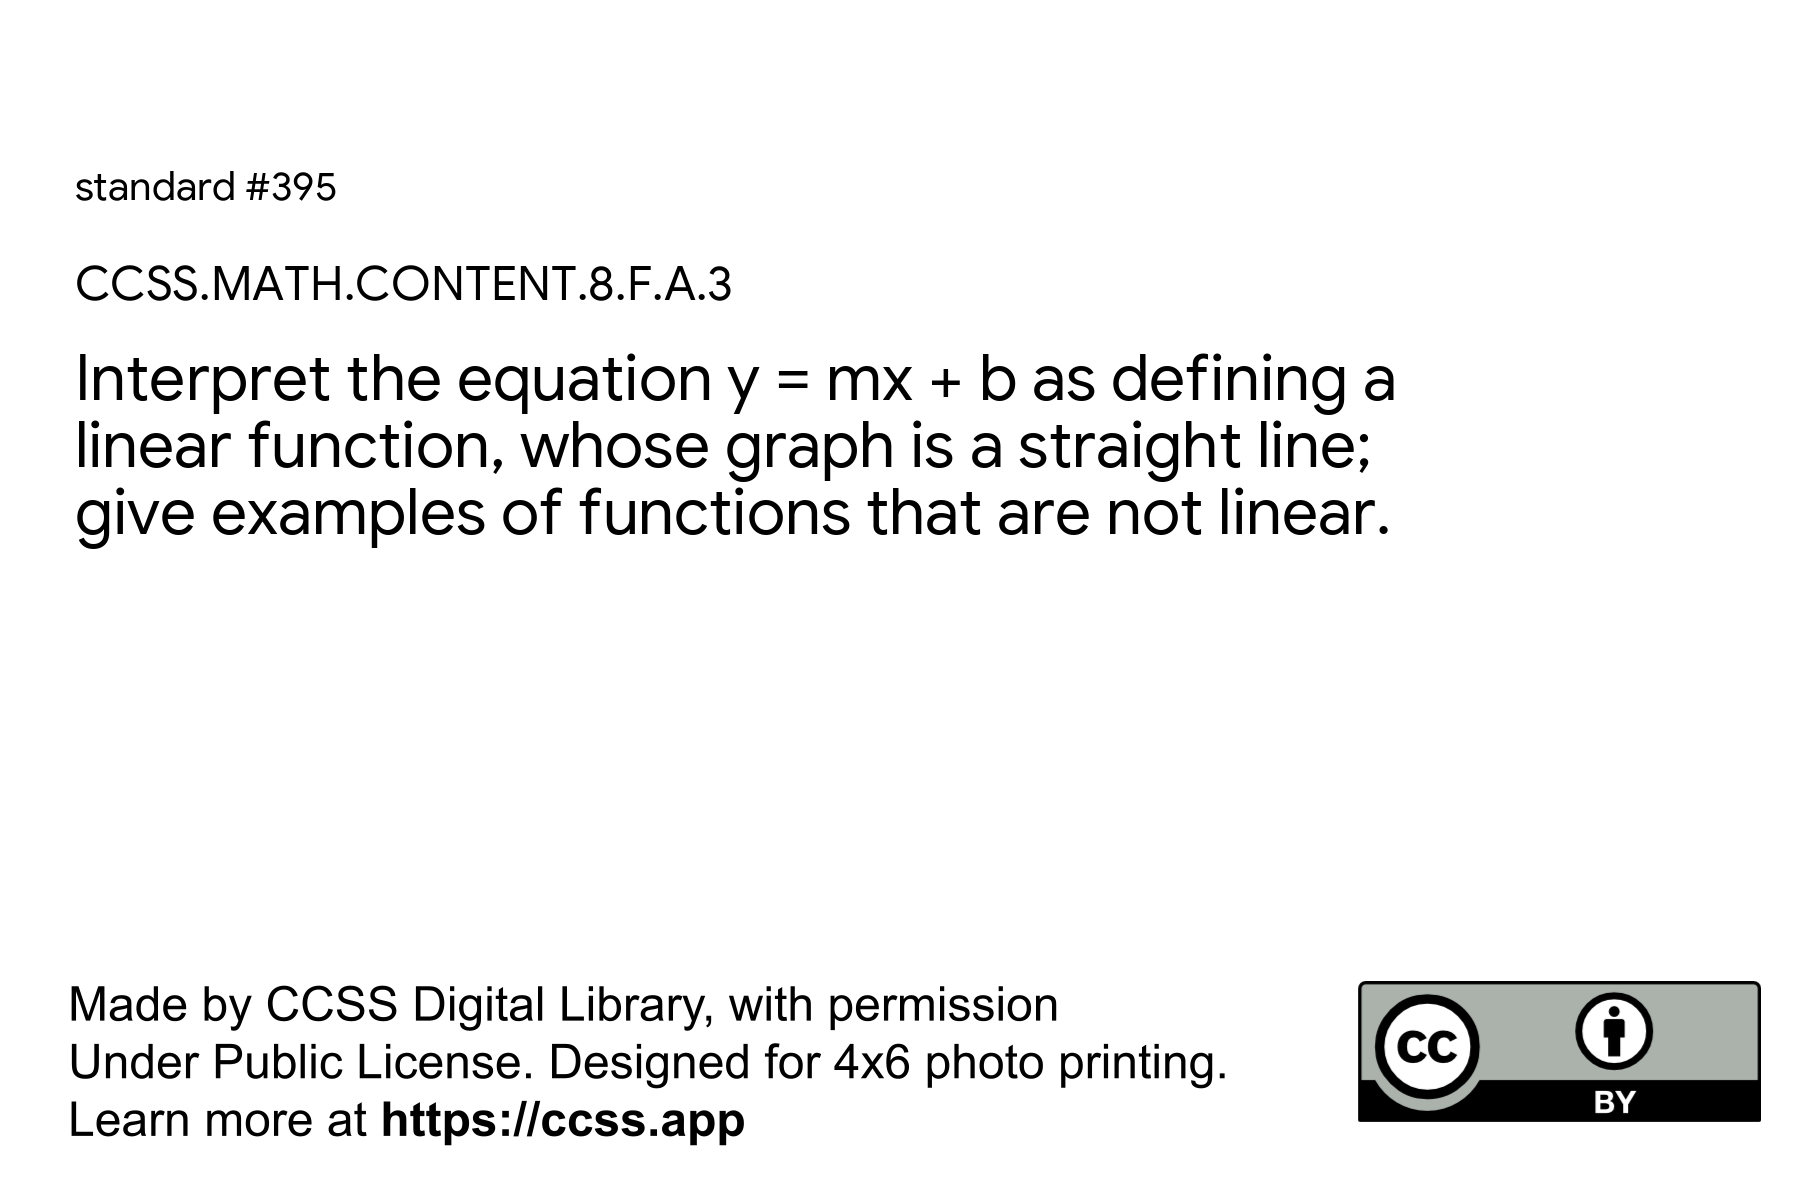 standard #395
CCSS.MATH.CONTENT.8.F.A.3
Interpret the equation y = mx + b as defining a
linear function, whose graph is a straight line;
give examples of functions that are not linear.
Made by CCSS Digital Library, with permission
Under Public License. Designed for 4x6 photo printing.
Learn more at https://ccss.app
cc
BY